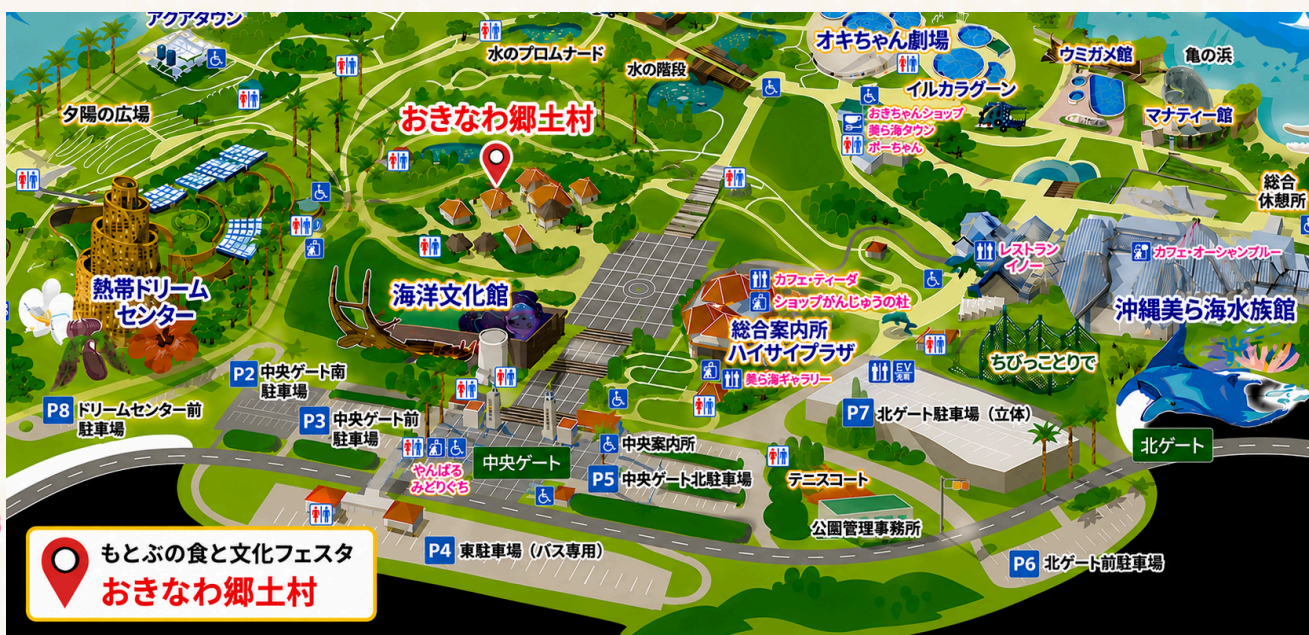 アクアタウン
水のプロムナード
水の階段
オキちゃん劇場
イルカラグーン
ウミガメ館
亀の浜
マナティー館
夕陽の広場
おきなわ郷土村
おきちゃんショップ
美ら海タウン
ポーちゃん
総合
休憩所
熱帯ドリーム
センター
海洋文化館
カフェ・ティーダ
ショップがんじゅうの杜
総合案内所
ハイサイプラザ
美ら海ギャラリー
レストラン
イノー
カフェ・オーシャンブルー
沖縄美ら海水族館
ちびっことりで
P8 ドリームセンター前
駐車場
P2 中央ゲート南
駐車場
P3 中央ゲート前
駐車場
やんばる
みどりぐち
中央ゲート
中央案内所
P5 中央ゲート北駐車場
EV
充電
P7 北ゲート駐車場（立体）
北ゲート
テニスコート
公園管理事務所
P4 東駐車場（バス専用）
P6 北ゲート前駐車場
もとぶの食と文化フェスタ
おきなわ郷土村